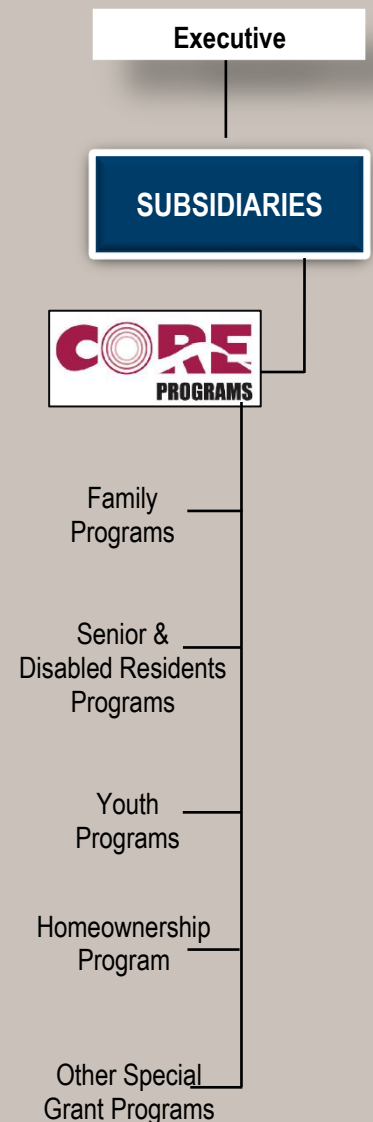 Executive
SUBSIDIARIES
CORE
PROGRAMS
Family
Programs
Senior &
Disabled Residents
Programs
Youth
Programs
Homeownership
Program
Other Special
Grant Programs